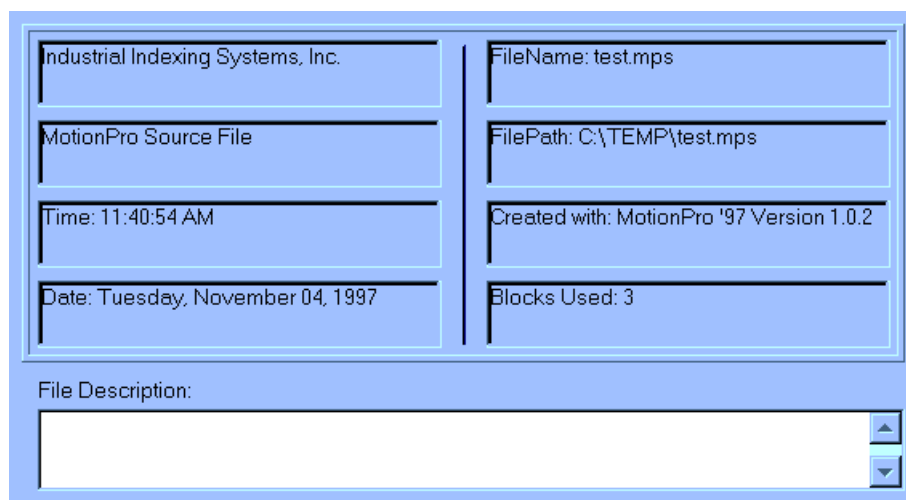 Industrial Indexing Systems, Inc.
MotionPro Source File
Time: 11:40:54 AM
Date: Tuesday, November 04, 1997
FileName: test.mps
FilePath: C:\TEMP\test.mps
Created with: MotionPro '97 Version 1.0.2
Blocks Used: 3
File Description: